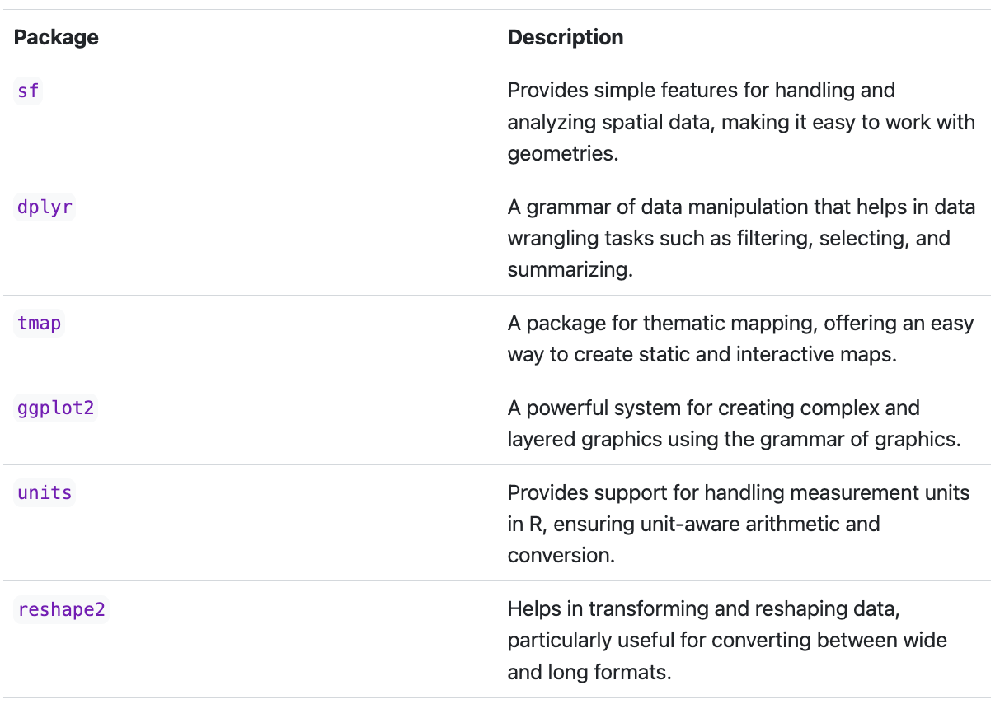 Package Description
sf Provides simple features for handling and
analyzing spatial data, making it easy to work with
geometries.
dplyr A grammar of data manipulation that helps in data
wrangling tasks such as filtering, selecting, and
summarizing.
tmap A package for thematic mapping, offering an easy
way to create static and interactive maps.
ggplot2 A powerful system for creating complex and
layered graphics using the grammar of graphics.
units Provides support for handling measurement units
in R, ensuring unit-aware arithmetic and
conversion.
reshape2 Helps in transforming and reshaping data,
particularly useful for converting between wide
and long formats.